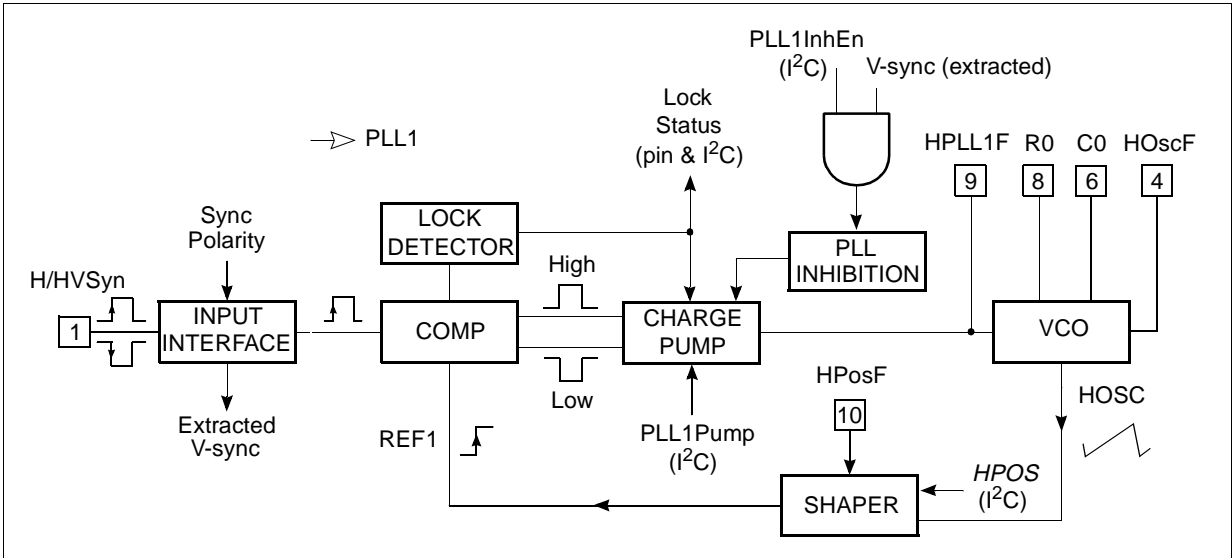 PLL1InhEn
(I²C)
V-sync (extracted)
Lock
Status
(pin & I²C)
PLL1
HPLL1F
R0
C0
HOscF
9
8
6
4
Sync
Polarity
LOCK
DETECTOR
PLL
INHIBITION
High
H/HVSyn
1
INPUT
INTERFACE
COMP
CHARGE
PUMP
VCO
Low
HPosF
10
HOSC
Extracted
V-sync
REF1
PLL1Pump
(I²C)
SHAPER
HPOS
(I²C)